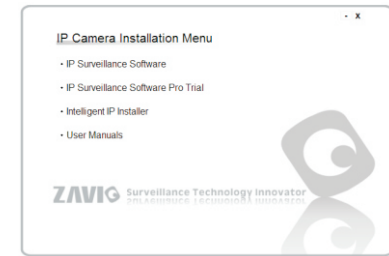 - x
IP Camera Installation Menu
• IP Surveillance Software
• IP Surveillance Software Pro Trial
• Intelligent IP Installer
• User Manuals
ZAVIO Surveillance Technology Innovator